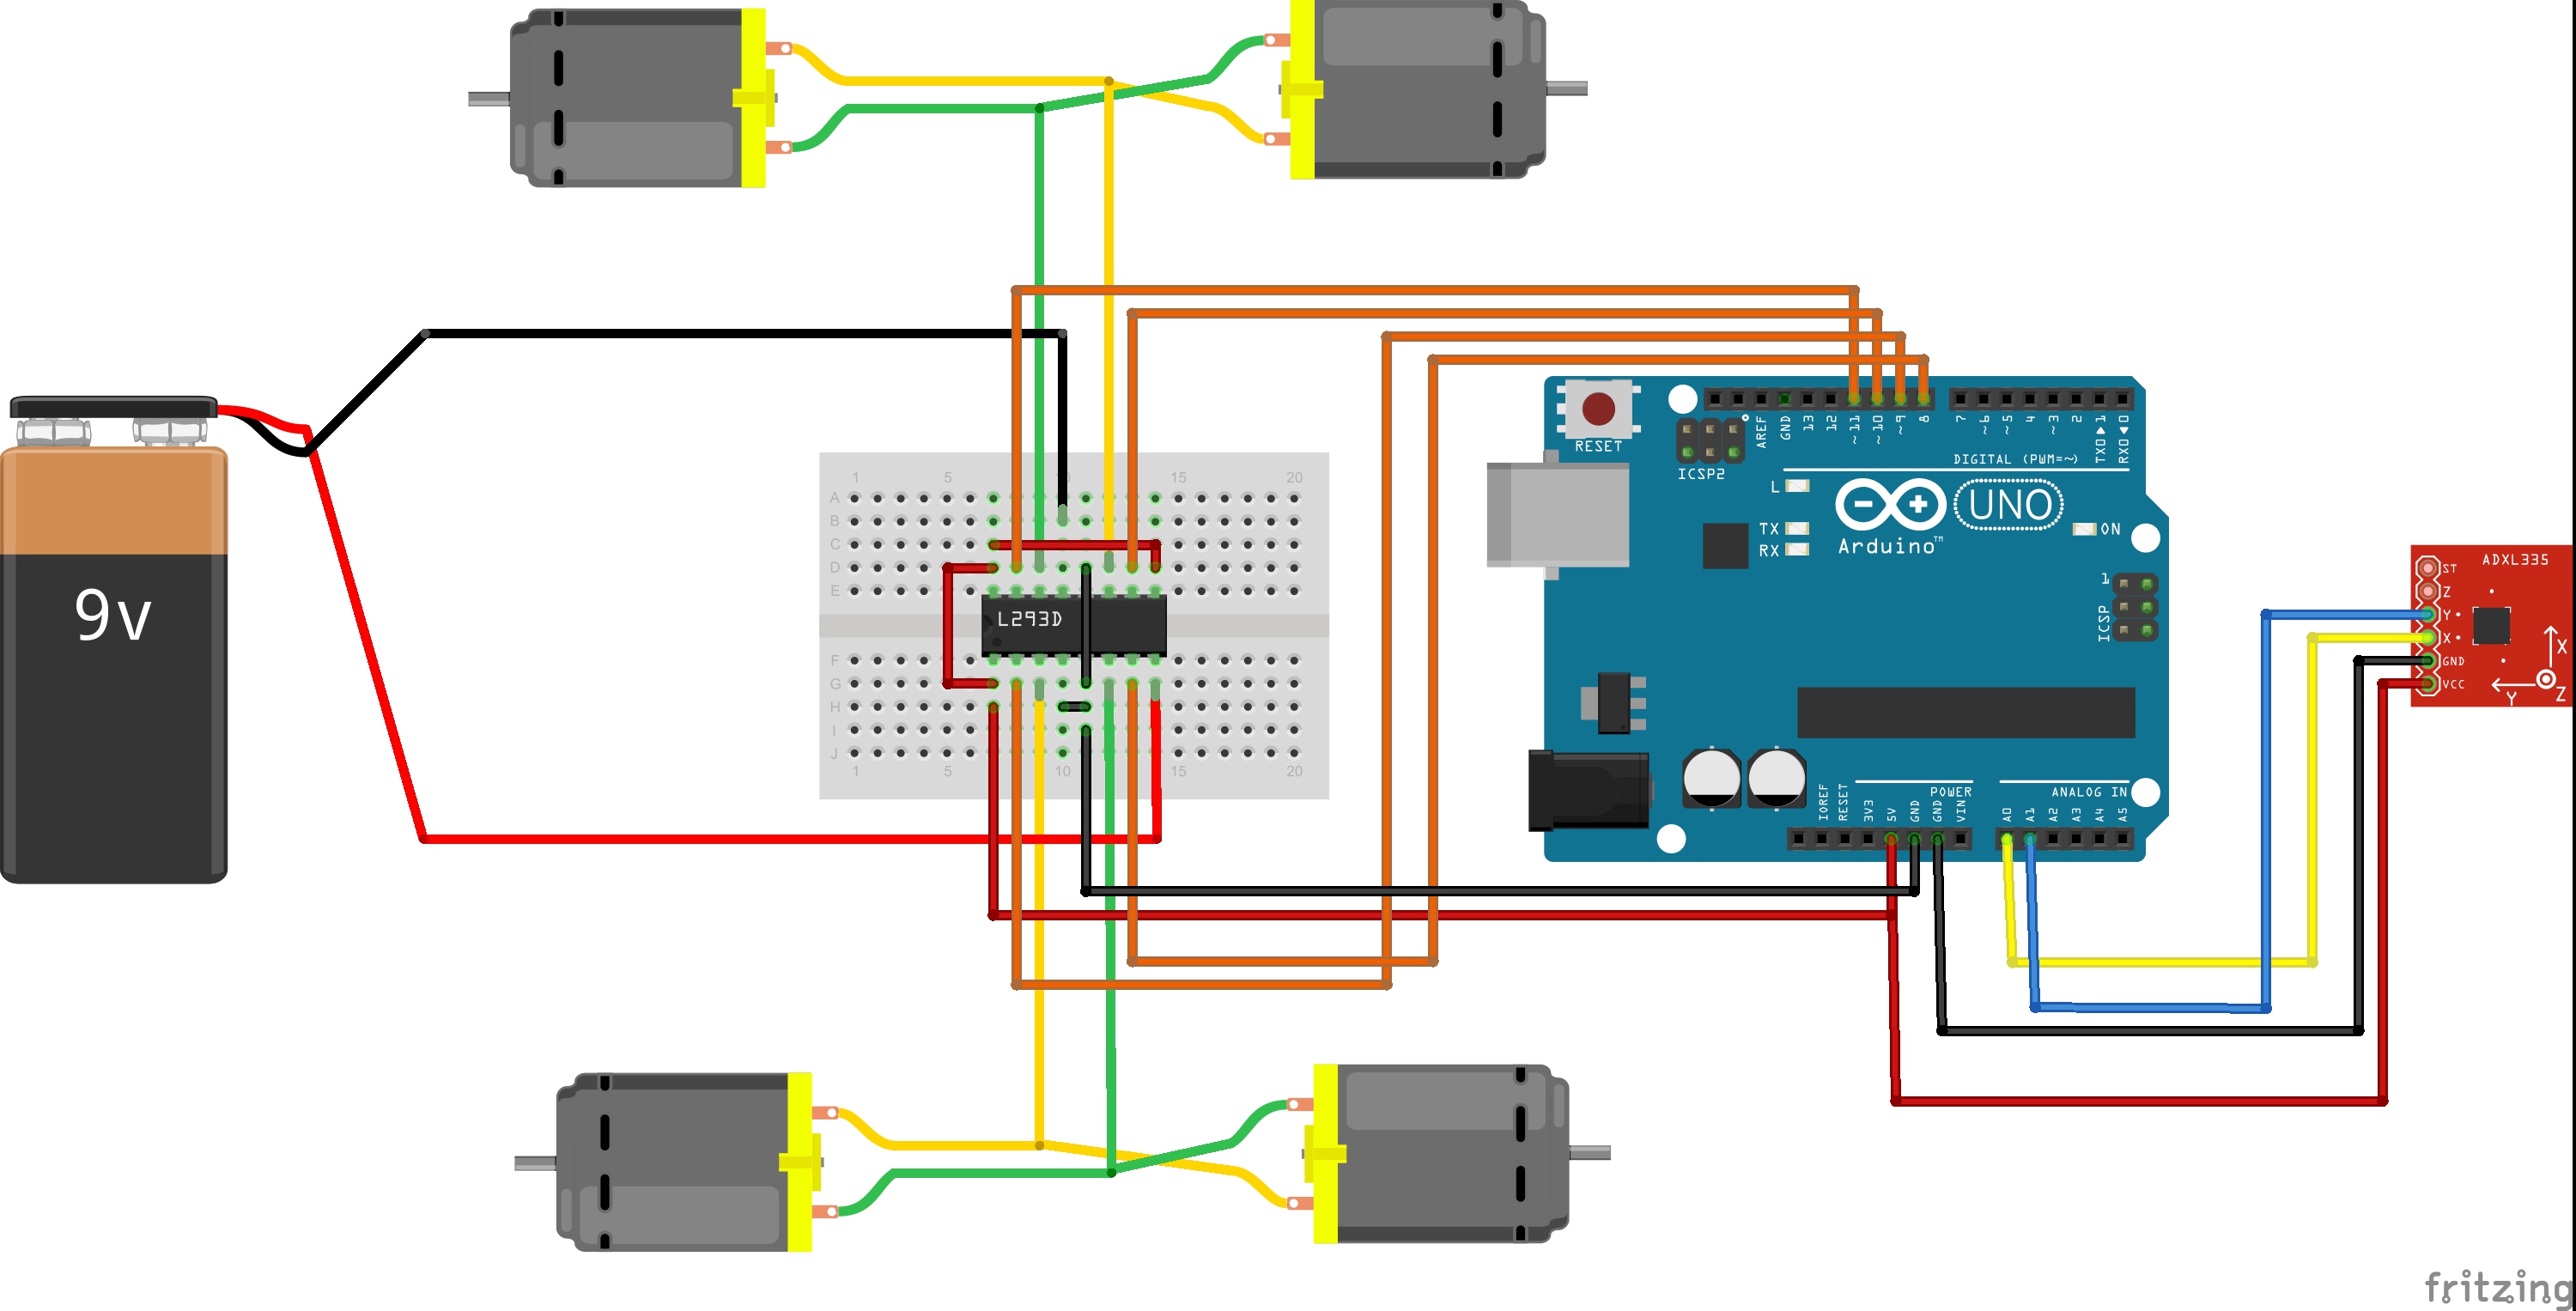 9v
1 5 10 15 20
A
B
C
D
E
L293D
F
G
H
I
J
1 5 10 15 20
RESET
ICSP2
AREF
GND
13
12
~11
~10
~9
8
7
~6
~5
4
~3
2
TX0▶1
RX0◀0
DIGITAL (PWM=~)
L
TX
RX
Arduino™
UNO
ON
1
ICSP
IOREF
RESET
3V3
5V
GND
GND
VIN
POWER
ANALOG IN
A0
A1
A2
A3
A4
A5
ADXL335
ST
Z
Y
X
GND
VCC
X
Y
Z
fritzing